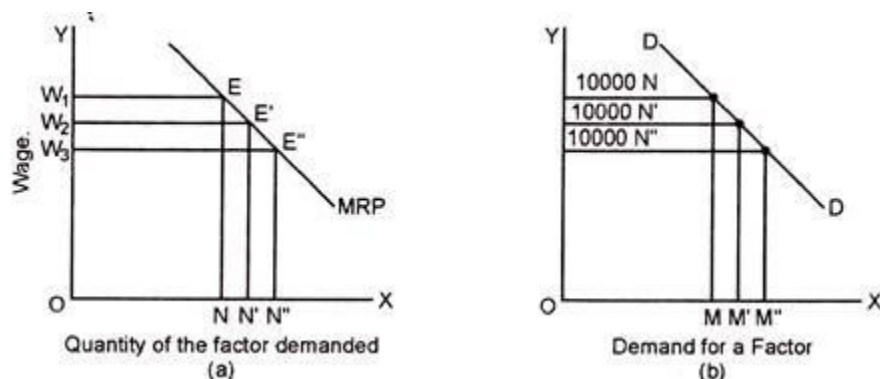 Y
E
W₁
E'
W₂
E"
W₃
Wage.
MRP
O
N N' N"
X
Quantity of the factor demanded
(a)
Y
D
10000 N
10000 N'
10000 N"
D
O
M M' M"
X
Demand for a Factor
(b)